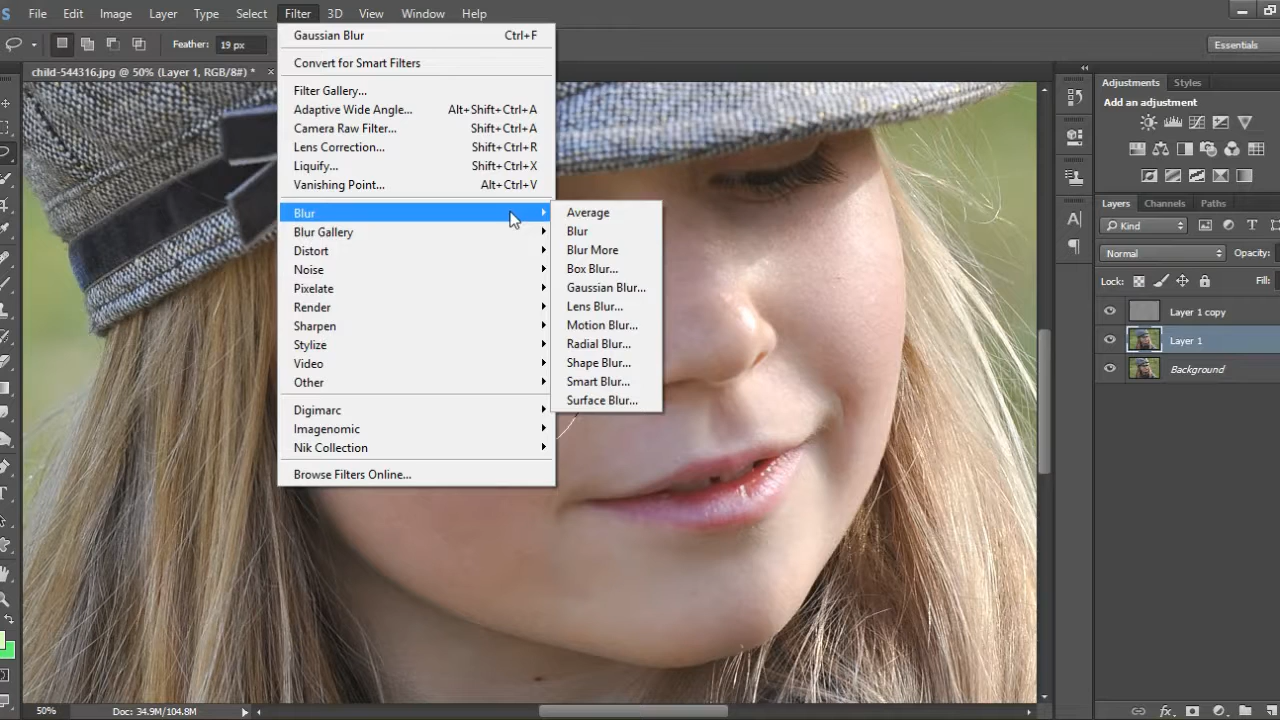 S File Edit Image Layer Type Select Filter 3D View Window Help
Feather: 19 px
Essentials
child-544316.jpg @ 50% (Layer 1, RGB/8#) * ×
Gaussian Blur Ctrl+F
Convert for Smart Filters
Filter Gallery...
Adaptive Wide Angle... Alt+Shift+Ctrl+A
Camera Raw Filter... Shift+Ctrl+A
Lens Correction... Shift+Ctrl+R
Liquify... Shift+Ctrl+X
Vanishing Point... Alt+Ctrl+V
Blur
Blur Gallery
Distort
Noise
Pixelate
Render
Sharpen
Stylize
Video
Other
Digimarc
Imagenomic
Nik Collection
Browse Filters Online...
Average
Blur
Blur More
Box Blur...
Gaussian Blur...
Lens Blur...
Motion Blur...
Radial Blur...
Shape Blur...
Smart Blur...
Surface Blur...
Adjustments Styles
Add an adjustment
Layers Channels Paths
Kind
Normal Opacity:
Lock: Fill:
Layer 1 copy
Layer 1
Background
50% Doc: 34.9M/104.8M